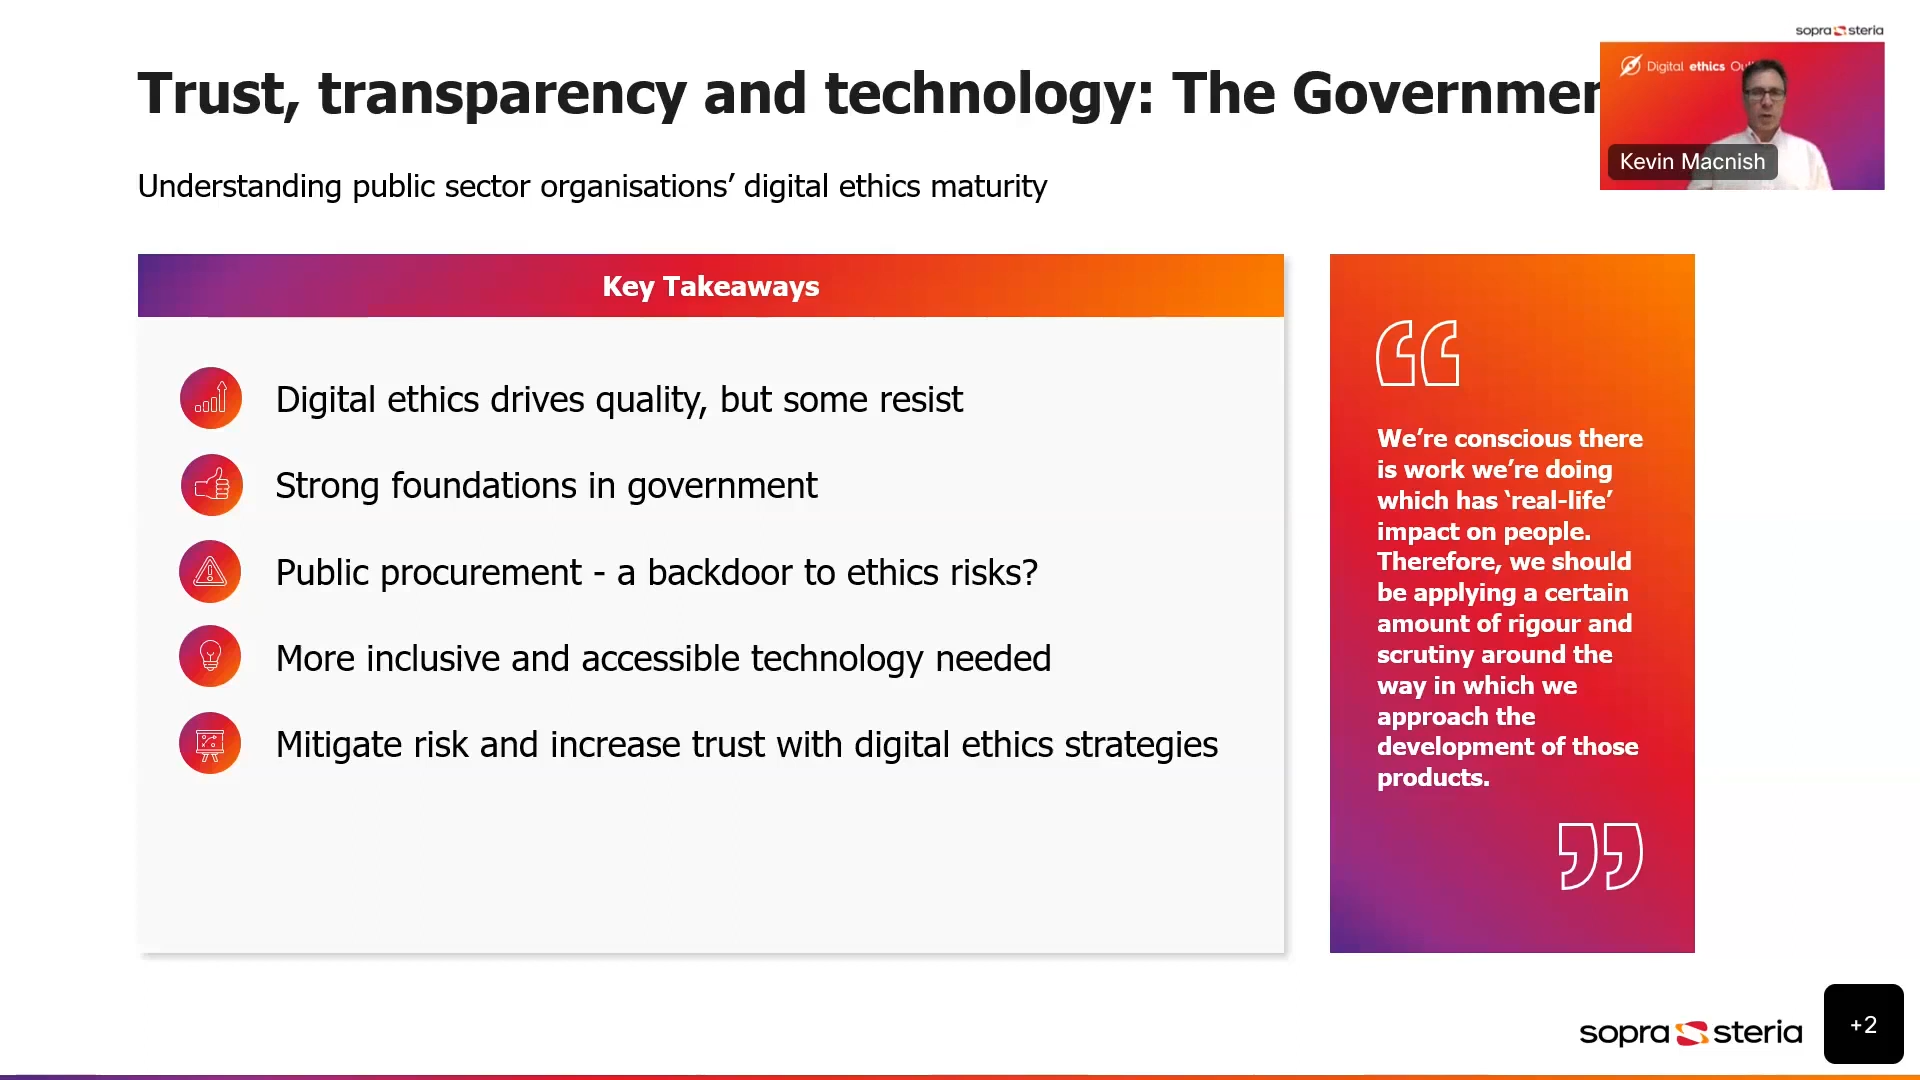 sopra steria
Trust, transparency and technology: The Governmen
Digital ethics Ou
Kevin Macnish
Understanding public sector organisations’ digital ethics maturity
Key Takeaways
Digital ethics drives quality, but some resist
Strong foundations in government
Public procurement - a backdoor to ethics risks?
More inclusive and accessible technology needed
Mitigate risk and increase trust with digital ethics strategies
“
We’re conscious there
is work we’re doing
which has ‘real-life’
impact on people.
Therefore, we should
be applying a certain
amount of rigour and
scrutiny around the
way in which we
approach the
development of those
products.
”
sopra steria
+2